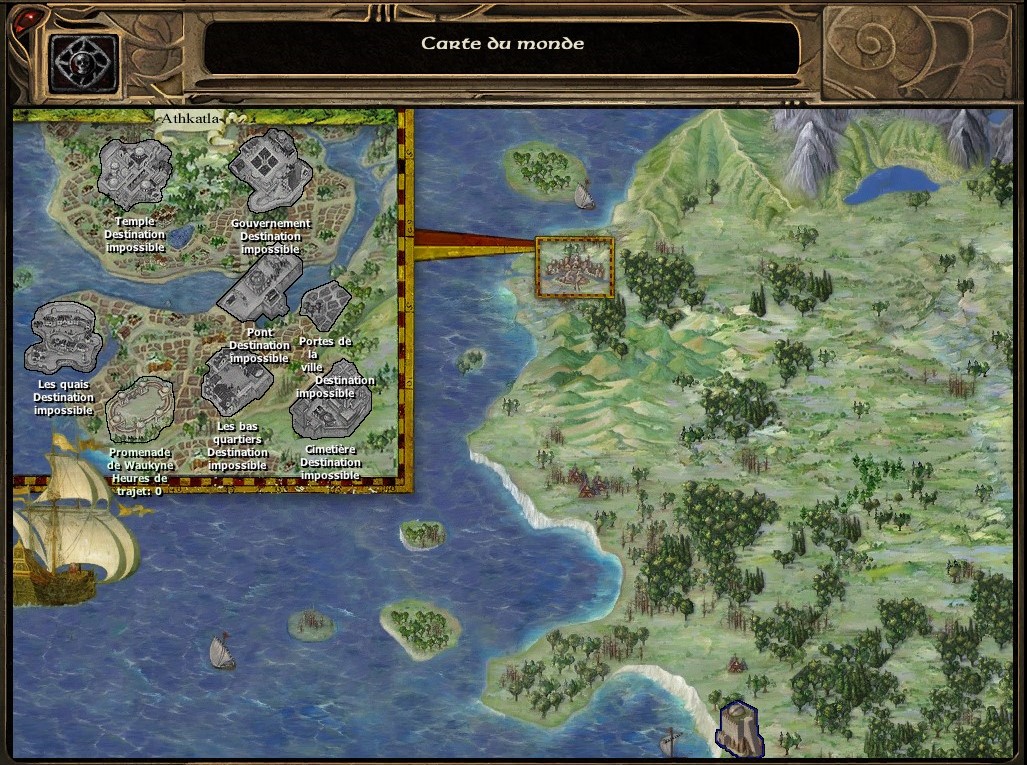 Carte du monde
Athkatla
Temple
Destination
impossible
Gouvernement
Destination
impossible
Pont
Destination
impossible
Portes de
la
ville
Destination
impossible
Les quais
Destination
impossible
Les bas
quartiers
Destination
impossible
Cimetière
Destination
impossible
Promenade
de Waukyne
Heures de
trajet: 0